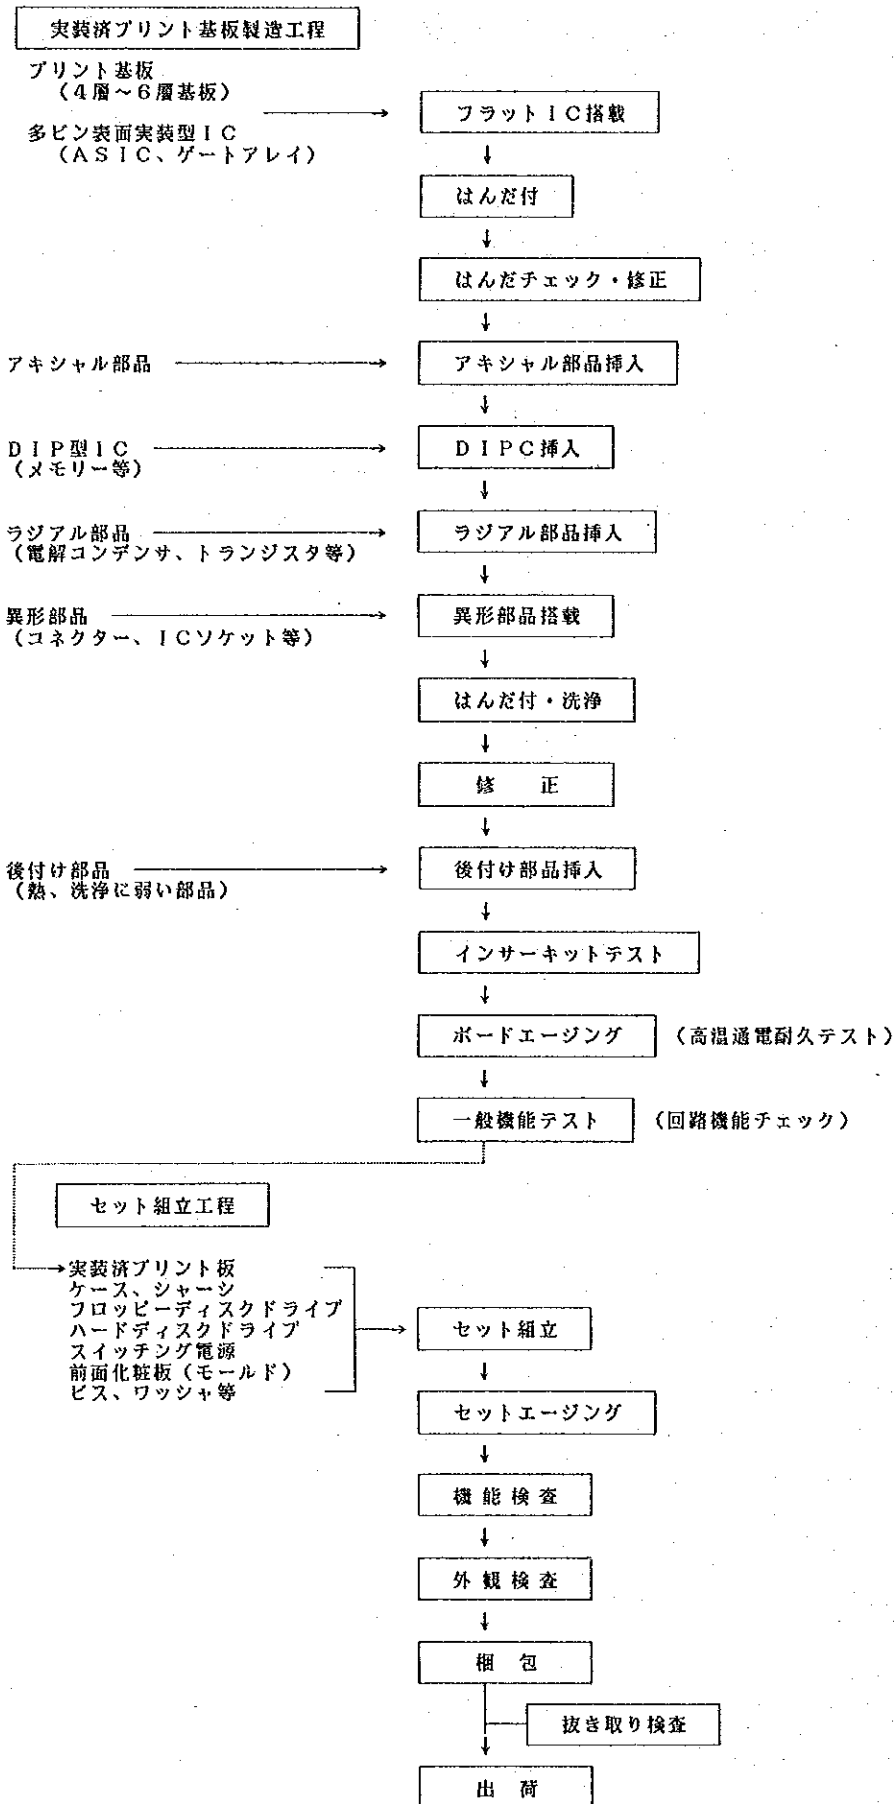 実装済プリント基板製造工程
プリント基板
（4層～6層基板）
多ピン表面実装型IC
（ASIC、ゲートアレイ）
フラットIC搭載
はんだ付
はんだチェック・修正
アキシャル部品
アキシャル部品挿入
DIP型IC
（メモリー等）
DIPC挿入
ラジアル部品
（電解コンデンサ、トランジスタ等）
ラジアル部品挿入
異形部品
（コネクター、ICソケット等）
異形部品搭載
はんだ付・洗浄
修　正
後付け部品
（熱、洗浄に弱い部品）
後付け部品挿入
インサーキットテスト
ボードエージング　（高温通電耐久テスト）
一般機能テスト　（回路機能チェック）
セット組立工程
実装済プリント板
ケース、シャーシ
フロッピーディスクドライブ
ハードディスクドライブ
スイッチング電源
前面化粧板（モールド）
ビス、ワッシャ等
セット組立
セットエージング
機能検査
外観検査
梱　包
抜き取り検査
出　荷